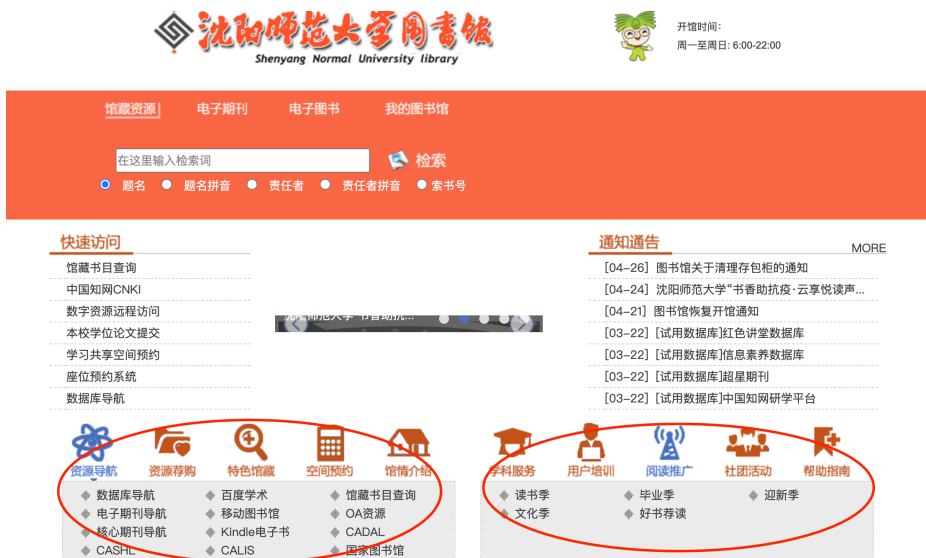 沈阳师范大学图书馆
Shenyang Normal University library
开馆时间:
周一至周日: 6:00-22:00
馆藏资源 电子期刊 电子图书 我的图书馆
在这里输入检索词 检索
题名 题名拼音 责任者 责任者拼音 索书号
快速访问
馆藏书目查询
中国知网CNKI
数字资源远程访问
本校学位论文提交
学习共享空间预约
座位预约系统
数据库导航
沈阳师范大学“书香助抗...
通知通告 MORE
[04-26] 图书馆关于清理存包柜的通知
[04-24] 沈阳师范大学“书香助抗疫·云享悦读声...
[04-21] 图书馆恢复开馆通知
[03-22] [试用数据库]红色讲堂数据库
[03-22] [试用数据库]信息素养数据库
[03-22] [试用数据库]超星期刊
[03-22] [试用数据库]中国知网研学平台
资源导航 资源荐购 特色馆藏 空间预约 馆情介绍
数据库导航 百度学术 馆藏书目查询
电子期刊导航 移动图书馆 OA资源
核心期刊导航 Kindle电子书 CADAL
CASHL CALIS 国家图书馆
学科服务 用户培训 阅读推广 社团活动 帮助指南
读书季 毕业季 迎新季
文化季 好书荐读